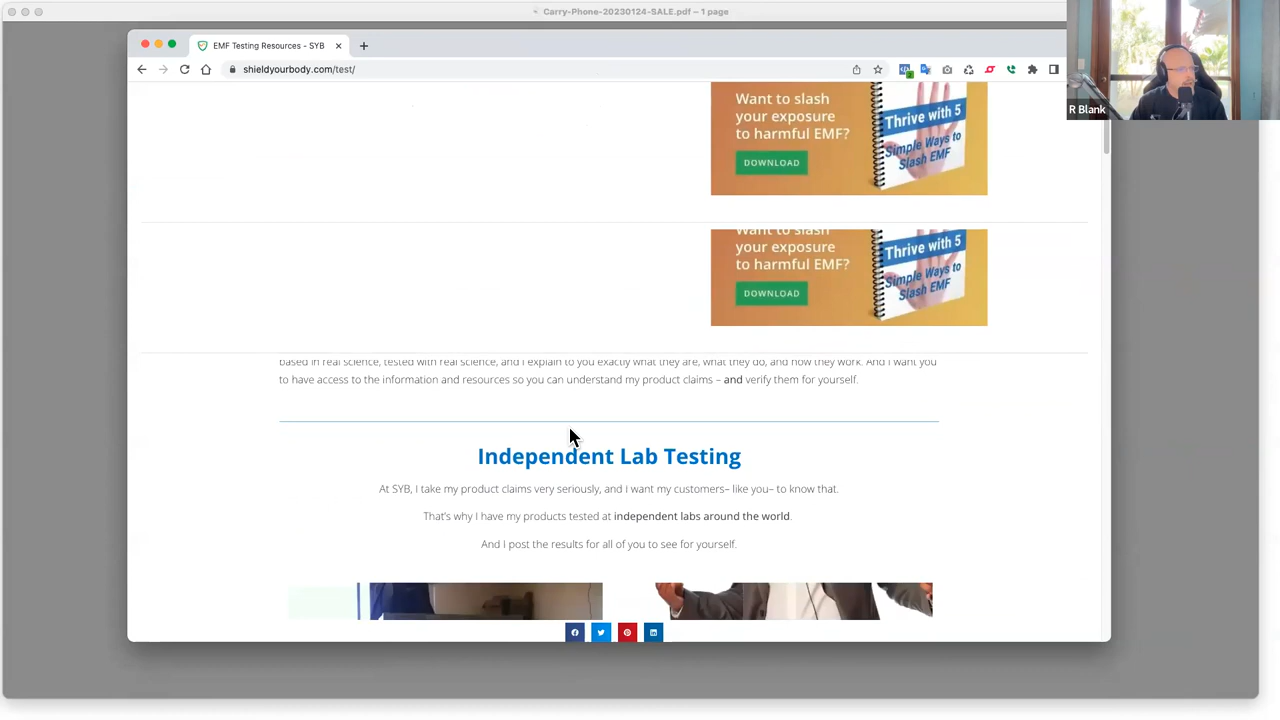 Carry-Phone-20230124-SALE.pdf – 1 page
EMF Testing Resources - SYB
shieldyourbody.com/test/
R Blank
Want to slash
your exposure
to harmful EMF?
DOWNLOAD
Thrive with 5
Simple Ways to
Slash EMF
Want to slash
your exposure
to harmful EMF?
DOWNLOAD
Thrive with 5
Simple Ways to
Slash EMF
based in real science, tested with real science, and I explain to you exactly what they are, what they do, and how they work. And I want you
to have access to the information and resources so you can understand my product claims – and verify them for yourself.
Independent Lab Testing
At SYB, I take my product claims very seriously, and I want my customers– like you– to know that.
That's why I have my products tested at independent labs around the world.
And I post the results for all of you to see for yourself.